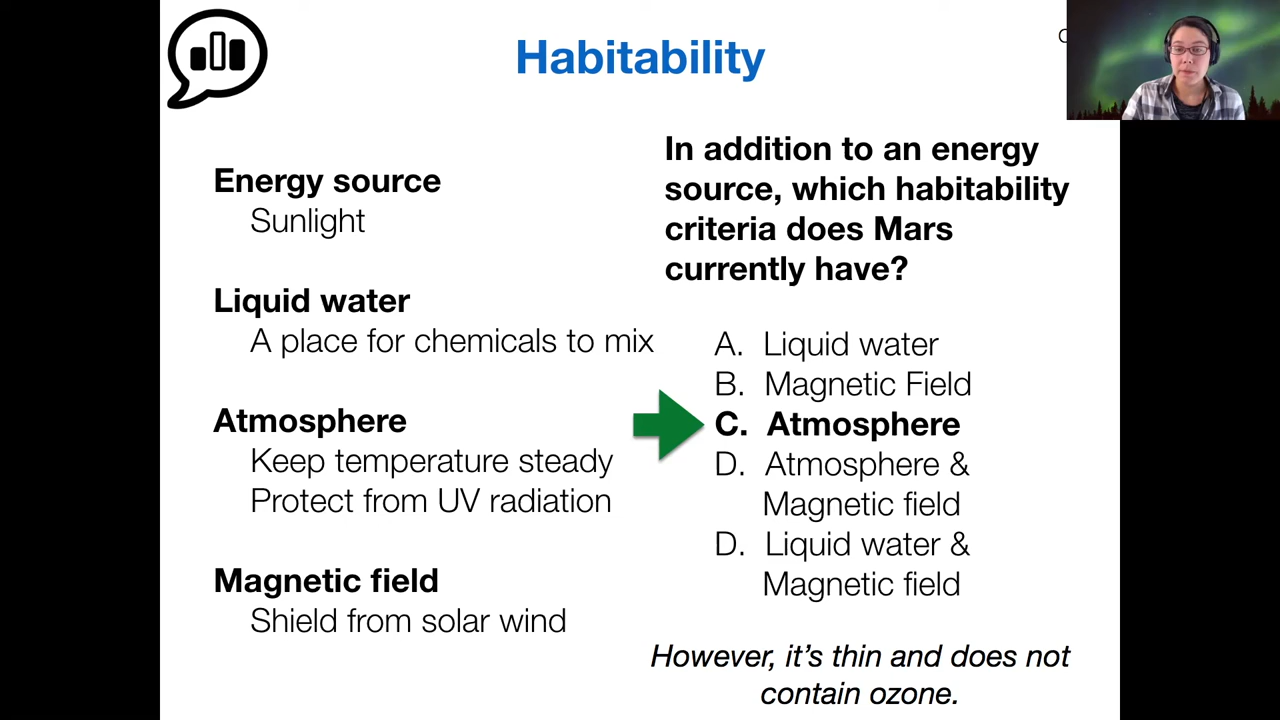 Habitability
Energy source
Sunlight
Liquid water
A place for chemicals to mix
Atmosphere
Keep temperature steady
Protect from UV radiation
Magnetic field
Shield from solar wind
In addition to an energy
source, which habitability
criteria does Mars
currently have?
A. Liquid water
B. Magnetic Field
C. Atmosphere
D. Atmosphere &
Magnetic field
D. Liquid water &
Magnetic field
However, it's thin and does not
contain ozone.